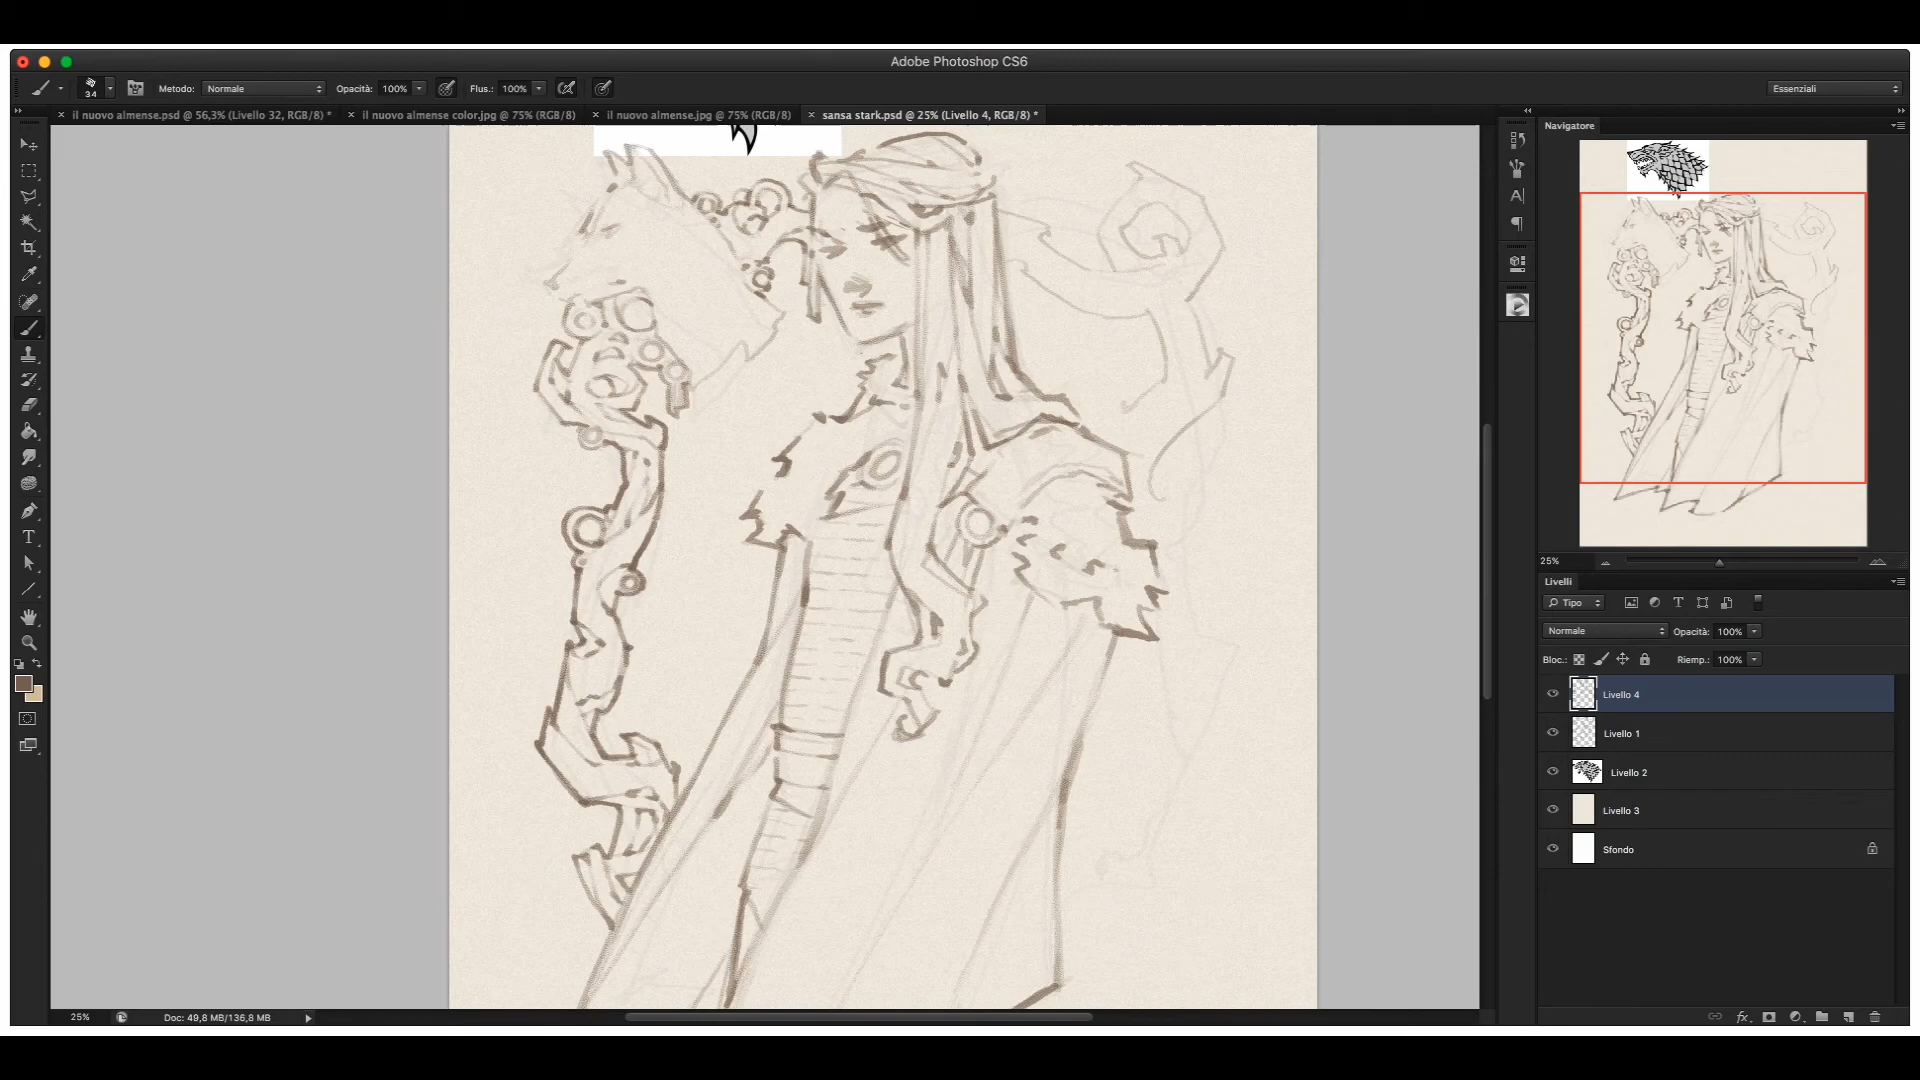 Adobe Photoshop CS6
34
Metodo: Normale
Opacità: 100%
Flus.: 100%
Essenziali
il nuovo almense.psd @ 56,3% (Livello 32, RGB/8) *
il nuovo almense color.jpg @ 75% (RGB/8)
il nuovo almense.jpg @ 75% (RGB/8)
sansa stark.psd @ 25% (Livello 4, RGB/8) *
Navigatore
25%
Livelli
Tipo
Normale
Opacità: 100%
Bloc.:
Riemp.: 100%
Livello 4
Livello 1
Livello 2
Livello 3
Sfondo
25%
Doc: 49,8 MB/136,8 MB